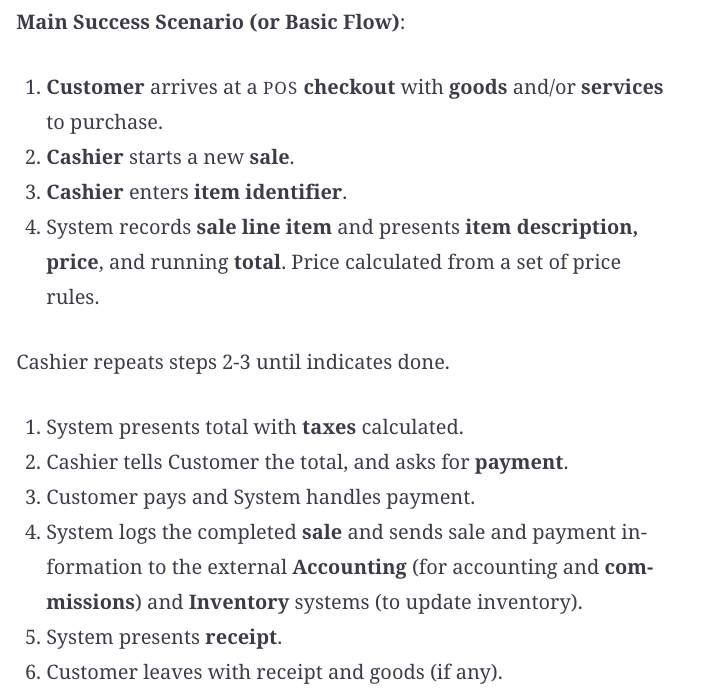 Main Success Scenario (or Basic Flow):
1. Customer arrives at a POS checkout with goods and/or services
to purchase.
2. Cashier starts a new sale.
3. Cashier enters item identifier.
4. System records sale line item and presents item description,
price, and running total. Price calculated from a set of price
rules.
Cashier repeats steps 2-3 until indicates done.
1. System presents total with taxes calculated.
2. Cashier tells Customer the total, and asks for payment.
3. Customer pays and System handles payment.
4. System logs the completed sale and sends sale and payment in-
formation to the external Accounting (for accounting and com-
missions) and Inventory systems (to update inventory).
5. System presents receipt.
6. Customer leaves with receipt and goods (if any).